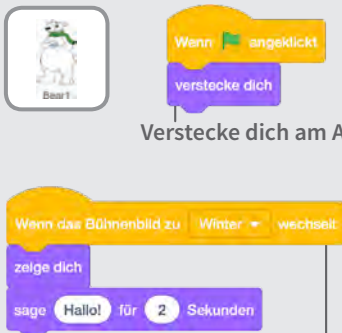 Bear1
Wenn angeklickt
verstecke dich
Verstecke dich am A
Wenn das Bühnenbild zu Winter wechselt
zeige dich
sage Hallo! für 2 Sekunden